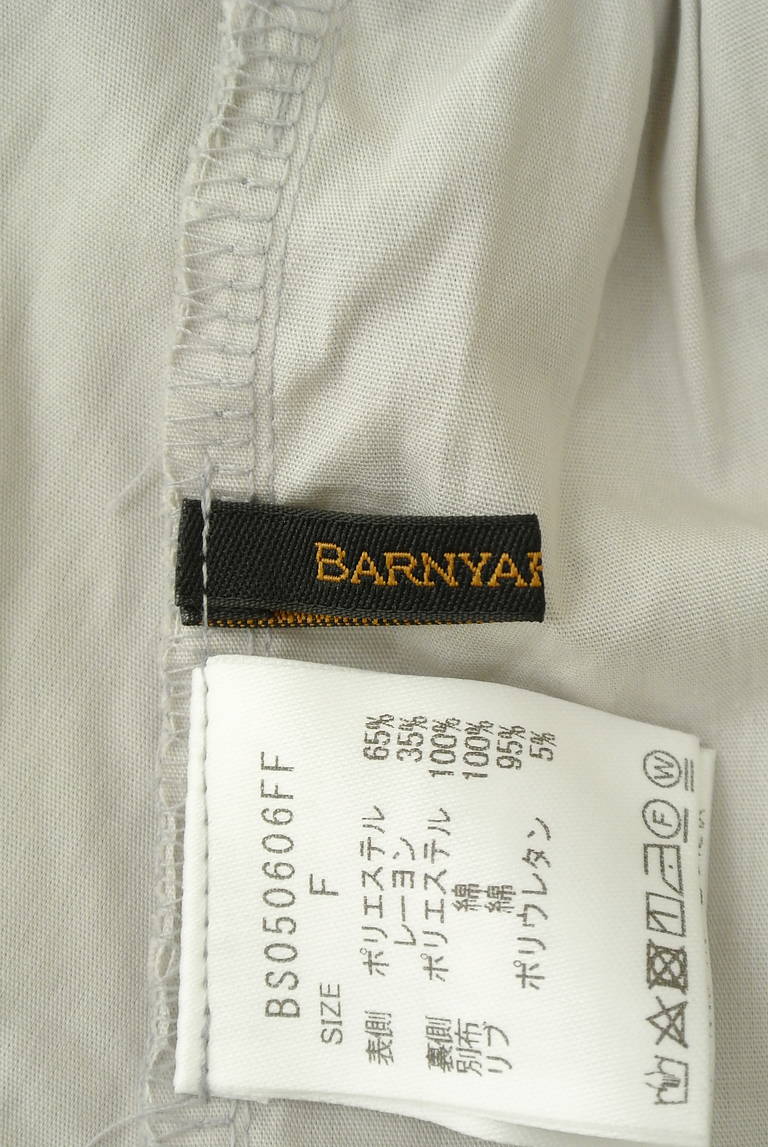 BARNYAR
BS050606FF
SIZE F
表側 ポリエステル 65%
レーヨン 35%
裏側 ポリエステル 100%
別布 綿 100%
リブ 綿 95%
ポリウレタン 5%
F
W